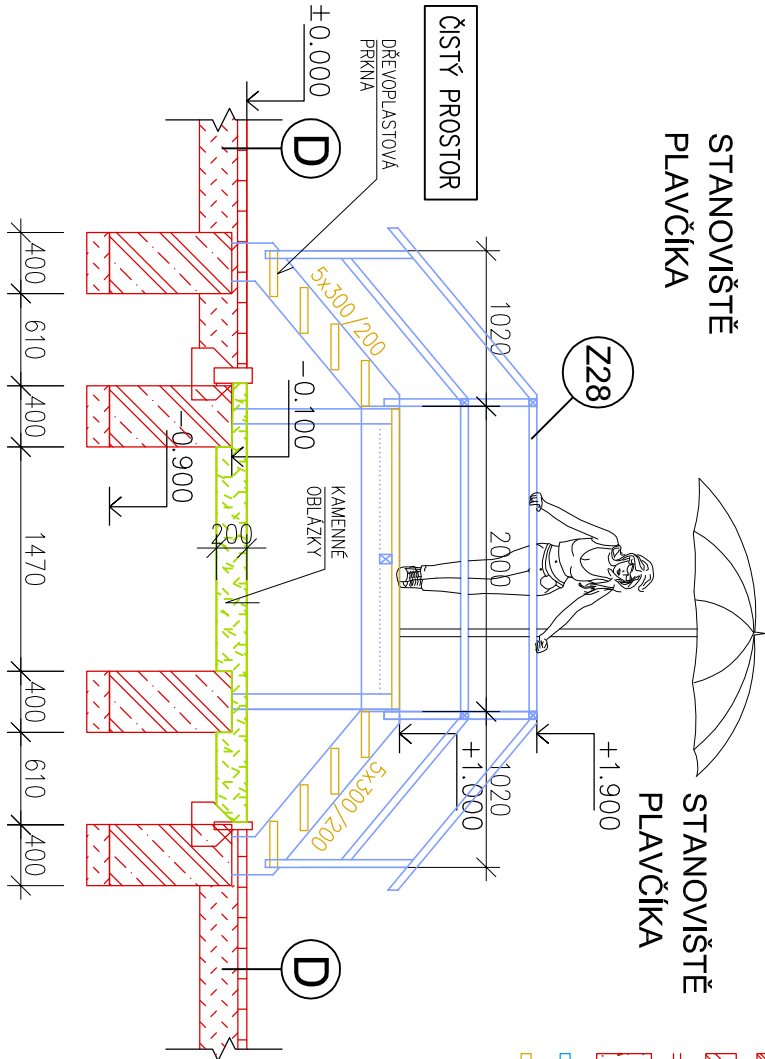 STANOVIŠTĚ
PLAVČÍKA
STANOVIŠTĚ
PLAVČÍKA
Z28
+1.900
ČISTÝ PROSTOR
1020
2000
1020
+1.000
DŘEVOPLASTOVÁ
PRKNA
5x300/200
5x300/200
±0.000
-0.100
KAMENNÉ
OBLÁZKY
D
D
200
-0.900
400
610
400
1470
400
610
400